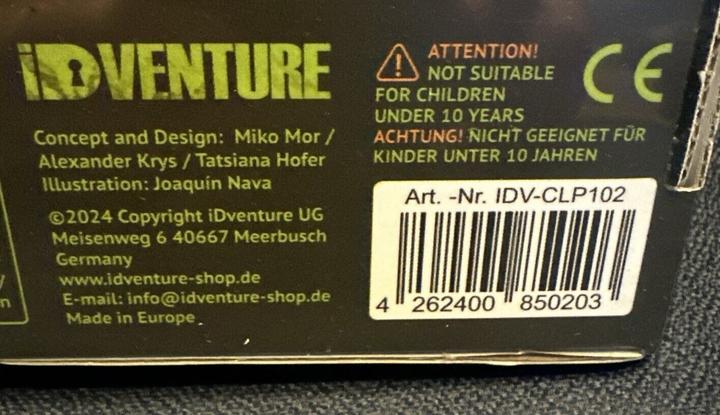 iDVENTURE
Concept and Design: Miko Mor /
Alexander Krys / Tatsiana Hofer
Illustration: Joaquín Nava
©2024 Copyright iDventure UG
Meisenweg 6 40667 Meerbusch
Germany
www.idventure-shop.de
E-mail: info@idventure-shop.de
Made in Europe
ATTENTION!
NOT SUITABLE
FOR CHILDREN
UNDER 10 YEARS
ACHTUNG! NICHT GEEIGNET FÜR
KINDER UNTER 10 JAHREN
CE
Art. -Nr. IDV-CLP102
4 262400 850203